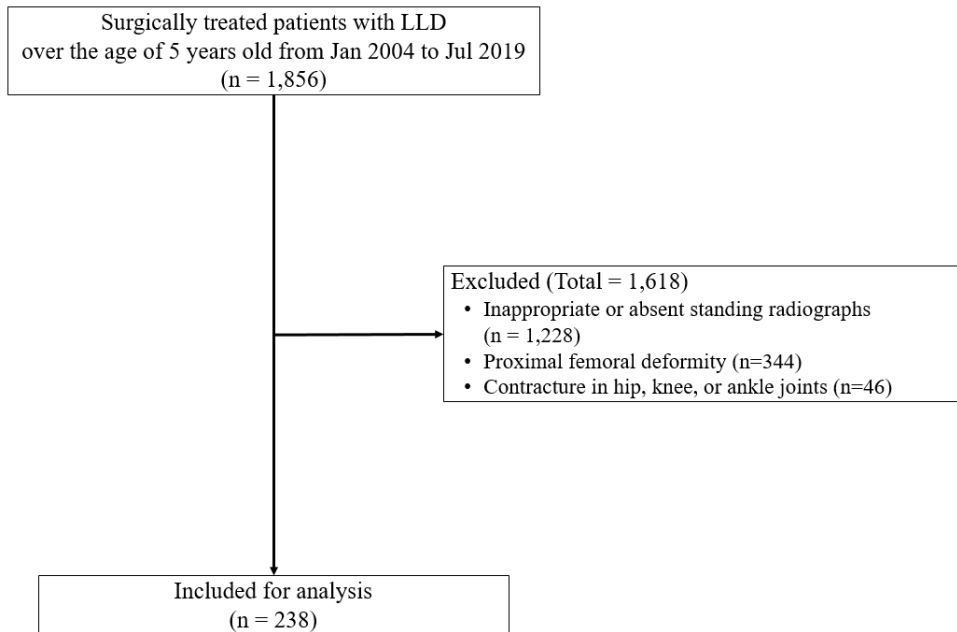 Surgically treated patients with LLD
over the age of 5 years old from Jan 2004 to Jul 2019
(n = 1,856)
Excluded (Total = 1,618)
• Inappropriate or absent standing radiographs
(n = 1,228)
• Proximal femoral deformity (n=344)
• Contracture in hip, knee, or ankle joints (n=46)
Included for analysis
(n = 238)